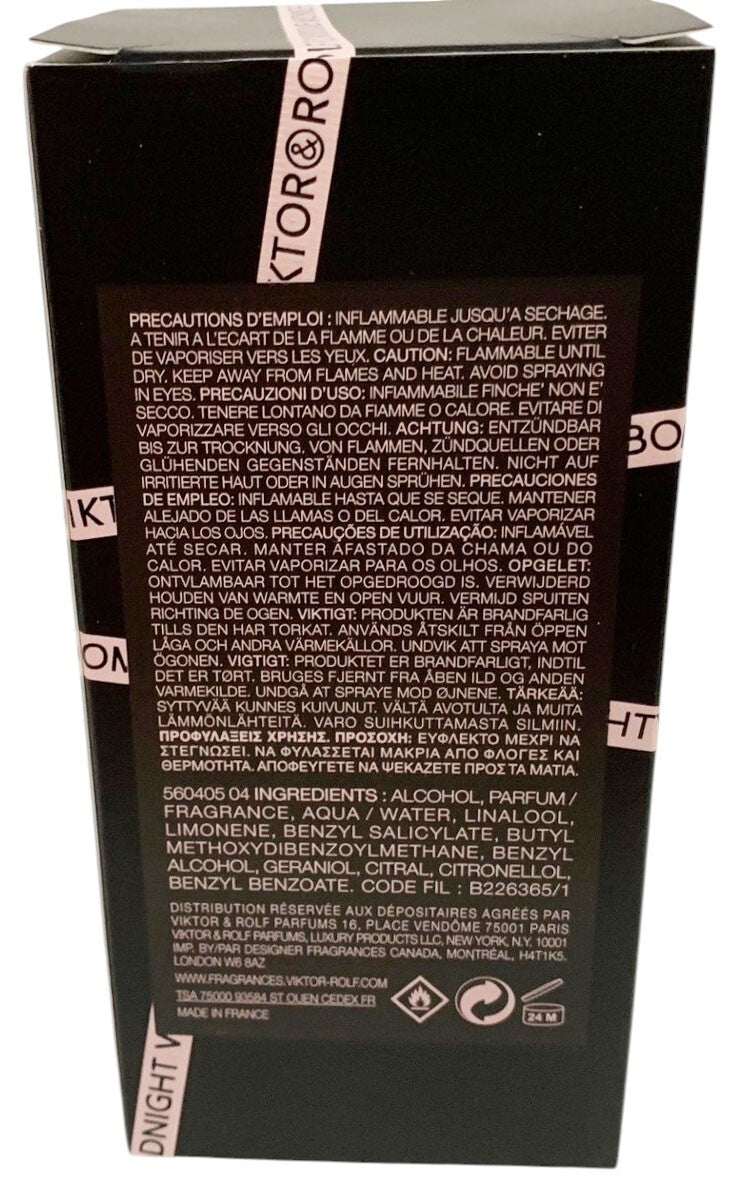 KTOR&RO
PRECAUTIONS D'EMPLOI : INFLAMMABLE JUSQU'A SECHAGE.
A TENIR A L'ECART DE LA FLAMME OU DE LA CHALEUR. EVITER
DE VAPORISER VERS LES YEUX. CAUTION: FLAMMABLE UNTIL
DRY. KEEP AWAY FROM FLAMES AND HEAT. AVOID SPRAYING
IN EYES. PRECAUZIONI D'USO: INFIAMMABILE FINCHE' NON E'
SECCO. TENERE LONTANO DA FIAMME O CALORE. EVITARE DI
VAPORIZZARE VERSO GLI OCCHI. ACHTUNG: ENTZÜNDBAR
BIS ZUR TROCKNUNG. VON FLAMMEN, ZÜNDQUELLEN ODER
GLÜHENDEN GEGENSTÄNDEN FERNHALTEN. NICHT AUF
IRRITIERTE HAUT ODER IN AUGEN SPRÜHEN. PRECAUCIONES
DE EMPLEO: INFLAMABLE HASTA QUE SE SEQUE. MANTENER
ALEJADO DE LAS LLAMAS O DEL CALOR. EVITAR VAPORIZAR
HACIA LOS OJOS. PRECAUÇÕES DE UTILIZAÇÃO: INFLAMÁVEL
ATÉ SECAR. MANTER AFASTADO DA CHAMA OU DO
CALOR. EVITAR VAPORIZAR PARA OS OLHOS. OPGELET:
ONTVLAMBAAR TOT HET OPGEDROOGD IS. VERWIJDERD
HOUDEN VAN WARMTE EN OPEN VUUR. VERMIJD SPUITEN
RICHTING DE OGEN. VIKTIGT: PRODUKTEN ÄR BRANDFARLIG
TILLS DEN HAR TORKAT. ANVÄNDS ÅTSKILT FRÅN ÖPPEN
LÅGA OCH ANDRA VÄRMEKÄLLOR. UNDVIK ATT SPRAYA MOT
ÖGONEN. VIGTIGT: PRODUKTET ER BRANDFARLIGT, INDTIL
DET ER TØRT. BRUGES FJERNT FRA ÅBEN ILD OG ANDEN
VARMEKILDE. UNDGÅ AT SPRAYE MOD ØJNENE. TÄRKEÄÄ:
SYTTYVÄÄ KUNNES KUIVUNUT. VÄLTÄ AVOTULTA JA MUITA
LÄMMÖNLÄHTEITÄ. VARO SUIHKUTTAMASTA SILMIIN.
ΠΡΟΦΥΛΑΞΕΙΣ ΧΡΗΣΗΣ. ΠΡΟΣΟΧΗ: ΕΥΦΛΕΚΤΟ ΜΕΧΡΙ ΝΑ
ΣΤΕΓΝΩΣΕΙ. ΝΑ ΦΥΛΑΣΣΕΤΑΙ ΜΑΚΡΙΑ ΑΠΟ ΦΛΟΓΕΣ ΚΑΙ
ΘΕΡΜΟΤΗΤΑ. ΑΠΟΦΕΥΓΕΤΕ ΝΑ ΨΕΚΑΖΕΤΕ ΠΡΟΣ ΤΑ ΜΑΤΙΑ.
560405 04 INGREDIENTS : ALCOHOL, PARFUM /
FRAGRANCE, AQUA / WATER, LINALOOL,
LIMONENE, BENZYL SALICYLATE, BUTYL
METHOXYDIBENZOYLMETHANE, BENZYL
ALCOHOL, GERANIOL, CITRAL, CITRONELLOL,
BENZYL BENZOATE. CODE FIL : B226365/1
DISTRIBUTION RÉSERVÉE AUX DÉPOSITAIRES AGRÉÉS PAR
VIKTOR & ROLF PARFUMS 16, PLACE VENDÔME 75001 PARIS
VIKTOR & ROLF PARFUMS, LUXURY PRODUCTS LLC, NEW YORK, N.Y. 10001
IMP. BY/PAR DESIGNER FRAGRANCES CANADA, MONTRÉAL, H4T1K5.
LONDON W6 8AZ
WWW.FRAGRANCES.VIKTOR-ROLF.COM
TSA 75000 93584 ST OUEN CEDEX FR
MADE IN FRANCE
24 M
BO
IKT
OM
HT
DNIGHT V